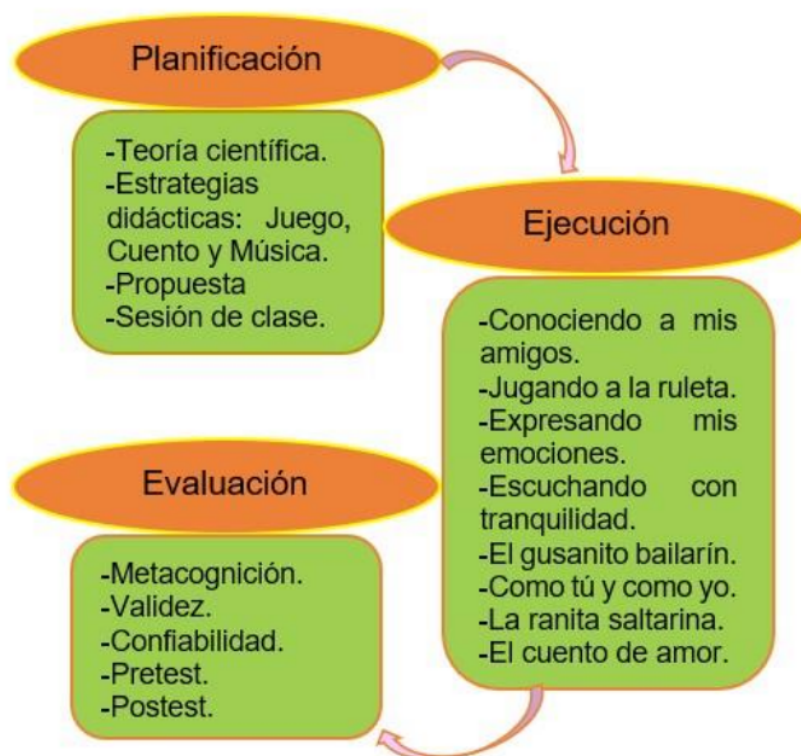 Planificación
-Teoría científica.
-Estrategias
didácticas: Juego,
Cuento y Música.
-Propuesta
-Sesión de clase.
Ejecución
-Conociendo a mis
amigos.
-Jugando a la ruleta.
-Expresando mis
emociones.
-Escuchando con
tranquilidad.
-El gusanito bailarín.
-Como tú y como yo.
-La ranita saltarina.
-El cuento de amor.
Evaluación
-Metacognición.
-Validez.
-Confiabilidad.
-Pretest.
-Postest.